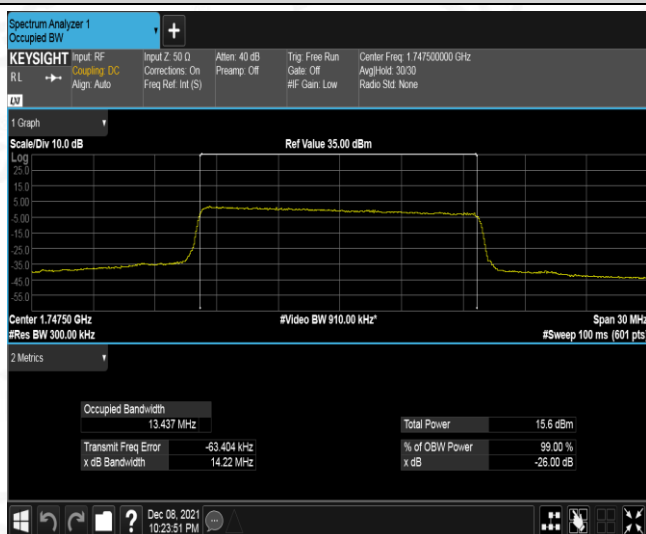 Spectrum Analyzer 1
Occupied BW
+
KEYSIGHT Input: RF Input Z: 50 Ω Atten: 40 dB Trig: Free Run Center Freq: 1.747500000 GHz
RL Coupling: DC Corrections: On Preamp: Off Gate: Off Avg|Hold: 30/30
Align: Auto Freq Ref: Int (S) #IF Gain: Low Radio Std: None
LXI
1 Graph
Scale/Div 10.0 dB Ref Value 35.00 dBm
Log
25.0
15.0
5.00
-5.00
-15.0
-25.0
-35.0
-45.0
-55.0
Center 1.74750 GHz #Video BW 910.00 kHz* Span 30 MHz
#Res BW 300.00 kHz #Sweep 100 ms (601 pts)
2 Metrics
Occupied Bandwidth
13.437 MHz Total Power 15.6 dBm
Transmit Freq Error -63.404 kHz % of OBW Power 99.00 %
x dB Bandwidth 14.22 MHz x dB -26.00 dB
? Dec 08, 2021
10:23:51 PM